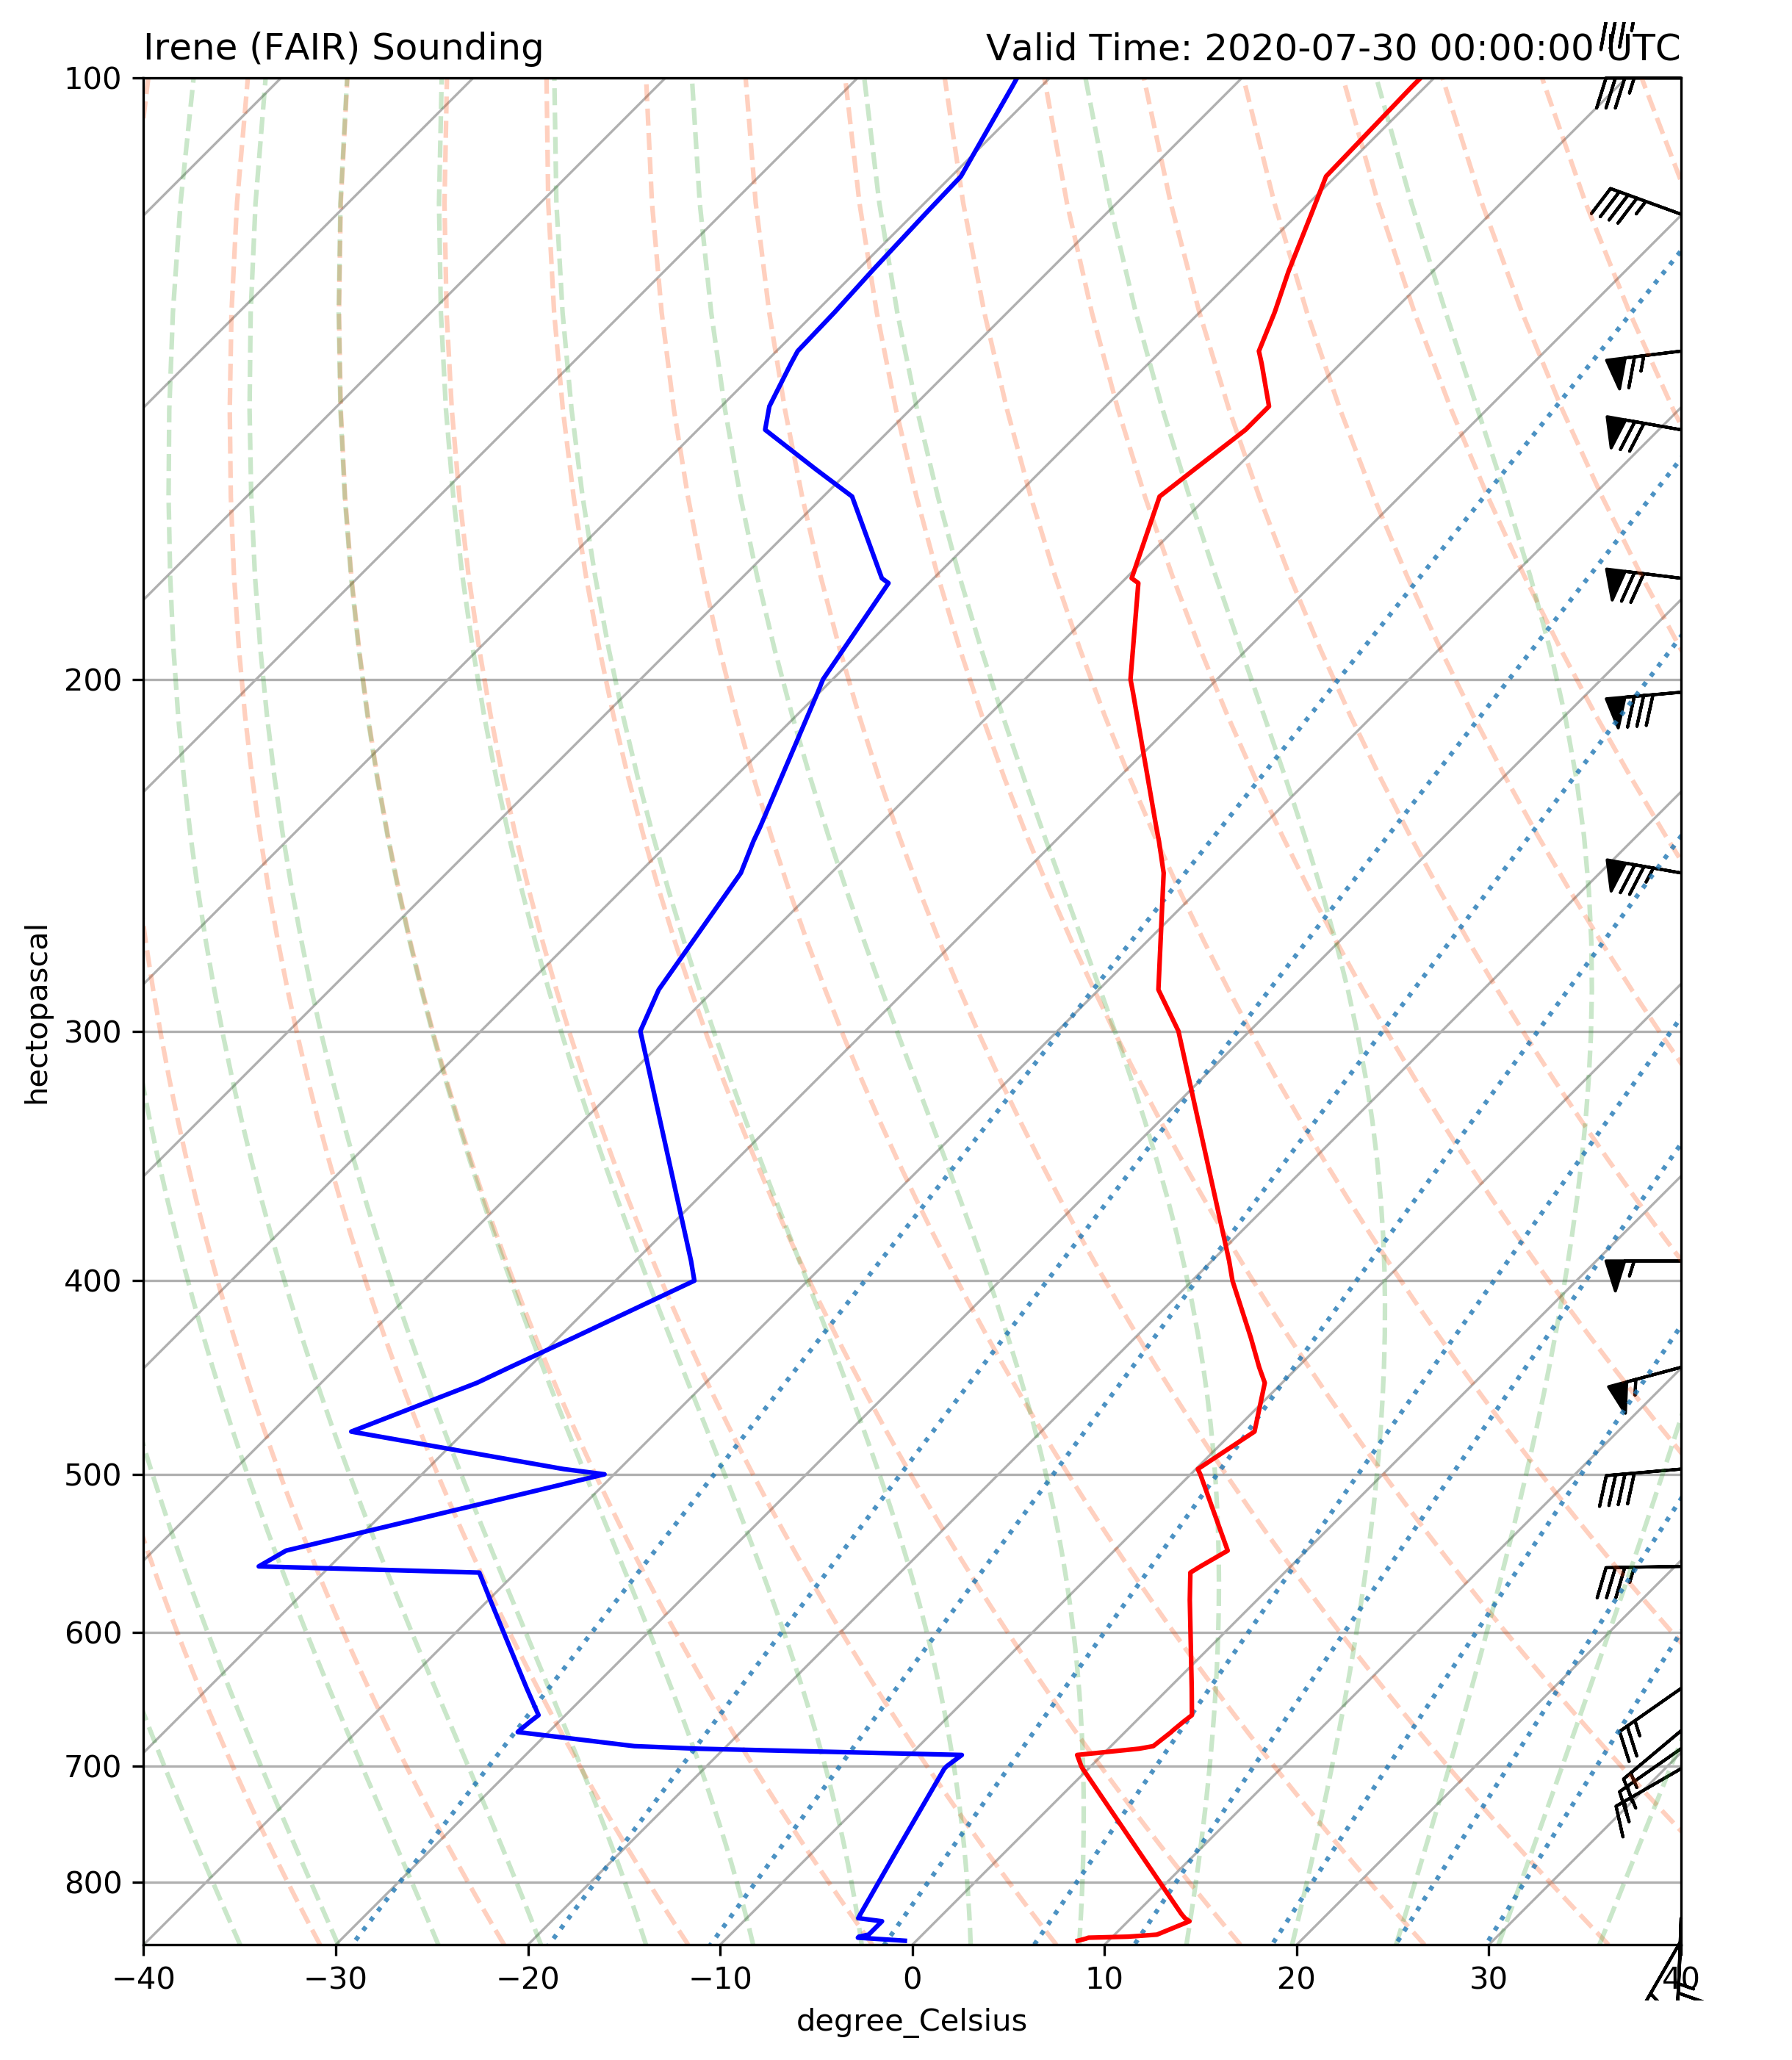 Irene (FAIR) Sounding
Valid Time: 2020-07-30 00:00:00 UTC
100
200
300
400
500
600
700
800
hectopascal
−40 −30 −20 −10 0 10 20 30 40
degree_Celsius